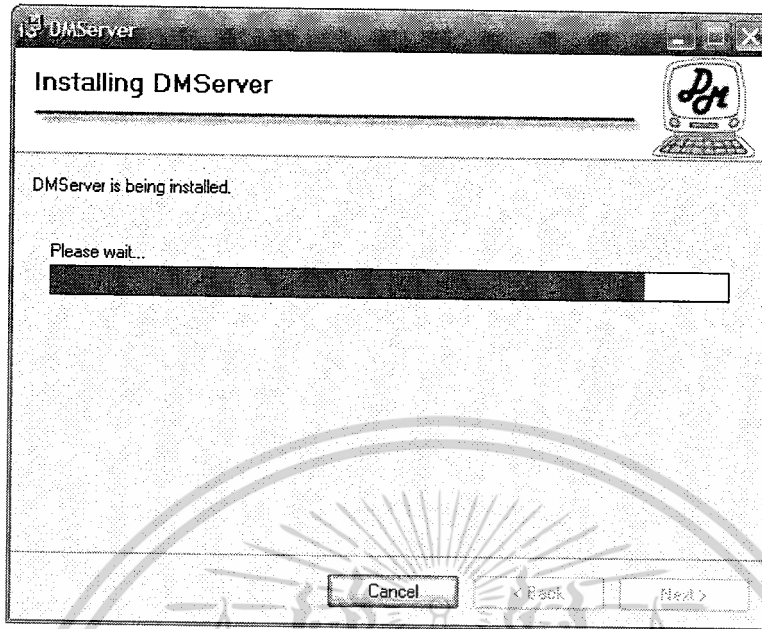 DMServer
Installing DMServer
DM
DMServer is being installed.
Please wait...
Cancel
< Back
Next >